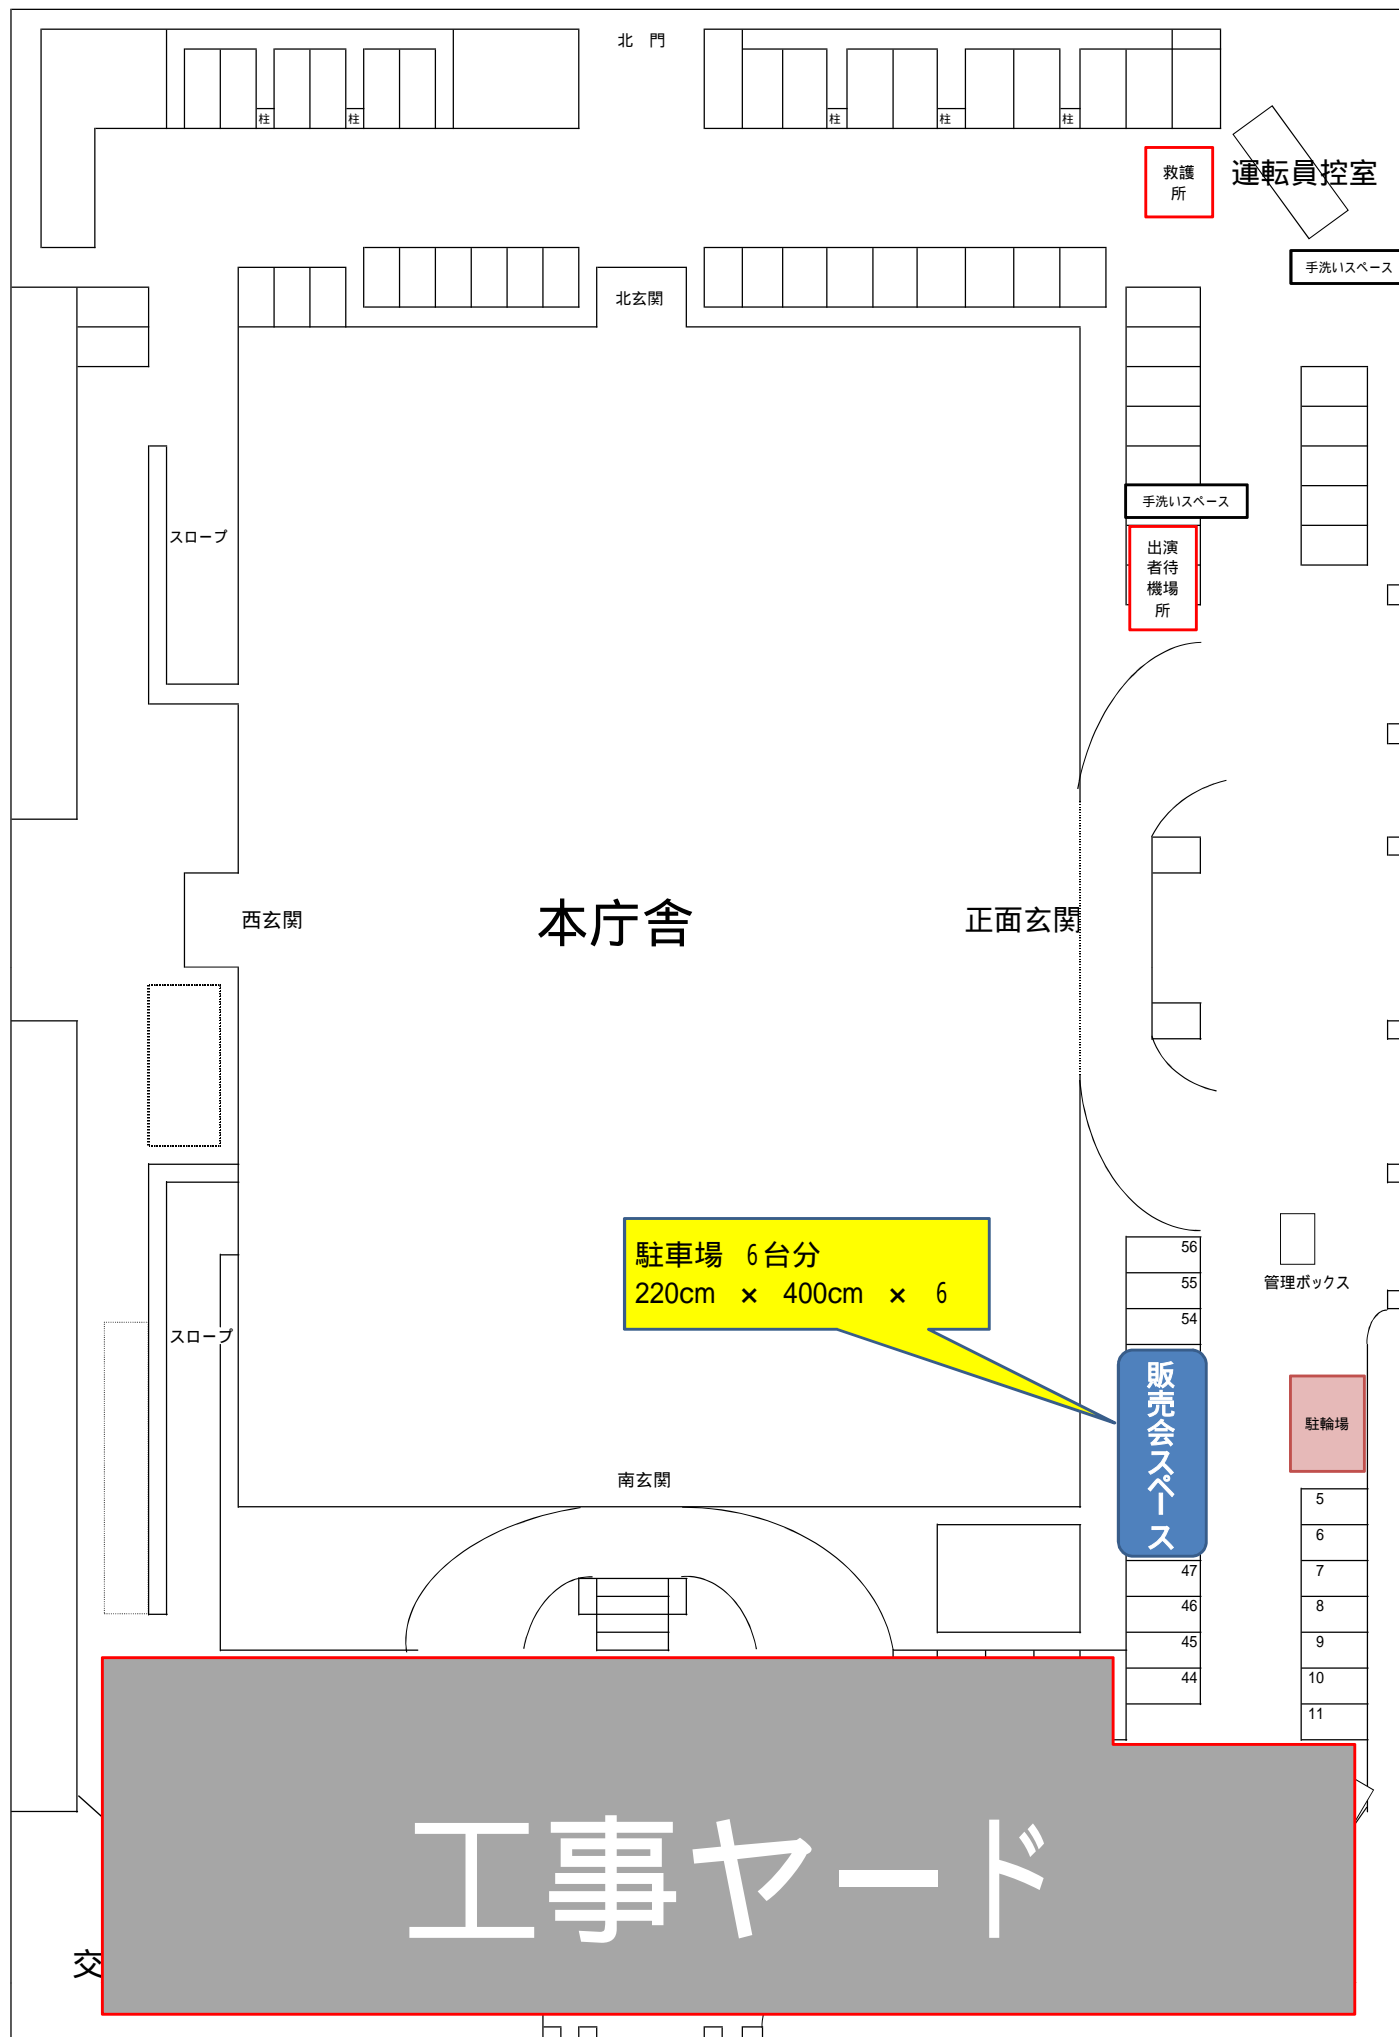 北　門
柱
柱
柱
柱
柱
救護
所
運転員控室
手洗いスペース
北玄関
手洗いスペース
スロープ
出演
者待
機場
所
西玄関
本庁舎
正面玄関
駐車場　6台分
220cm　×　400cm　×　6
56
55
54
管理ボックス
スロープ
販売会スペース
駐輪場
南玄関
5
6
47
7
46
8
45
9
44
10
11
工事ヤード
交